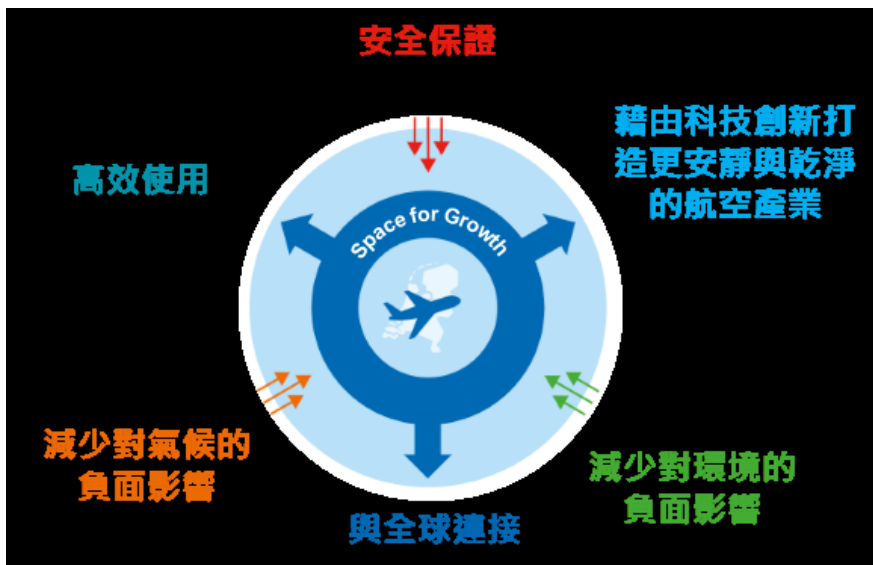 安全保證
藉由科技創新打
造更安靜與乾淨
的航空產業
高效使用
Space for Growth
減少對氣候的
負面影響
減少對環境的
負面影響
與全球連接